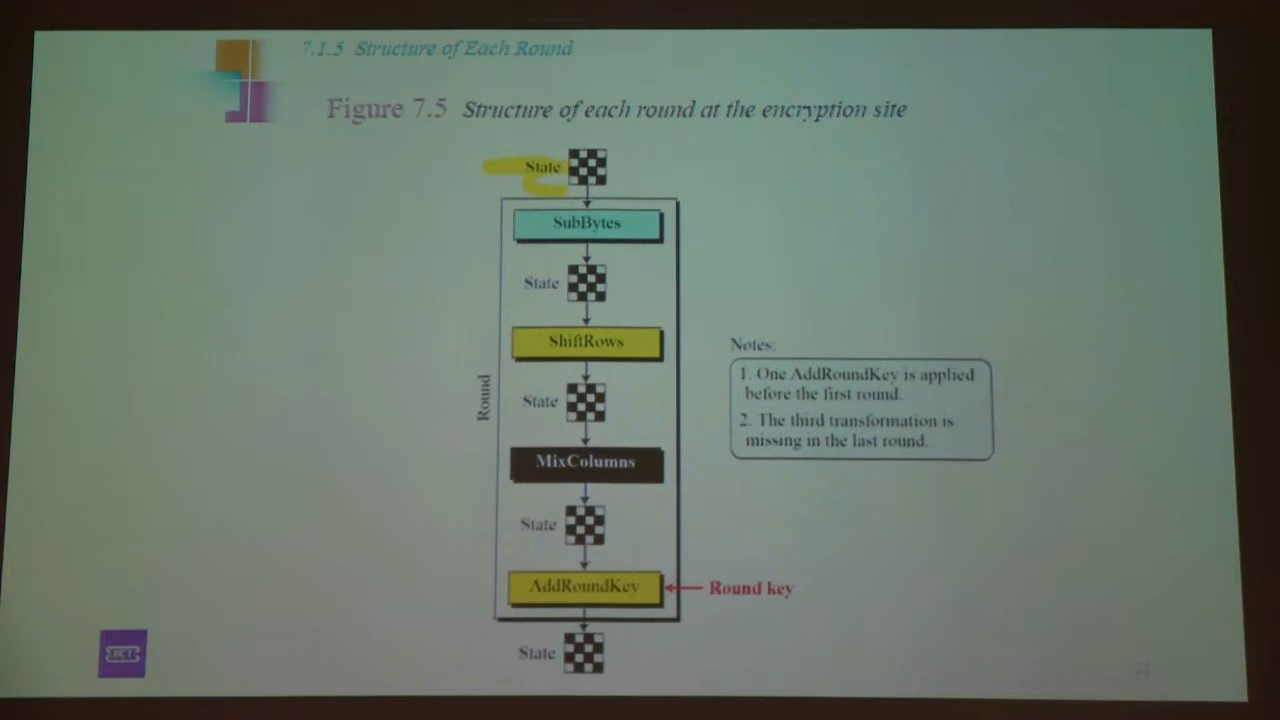 7.1.5 Structure of Each Round
Figure 7.5 Structure of each round at the encryption site
State
SubBytes
State
ShiftRows
State
MixColumns
State
AddRoundKey
Round key
State
Round
Notes:
1. One AddRoundKey is applied
before the first round.
2. The third transformation is
missing in the last round.